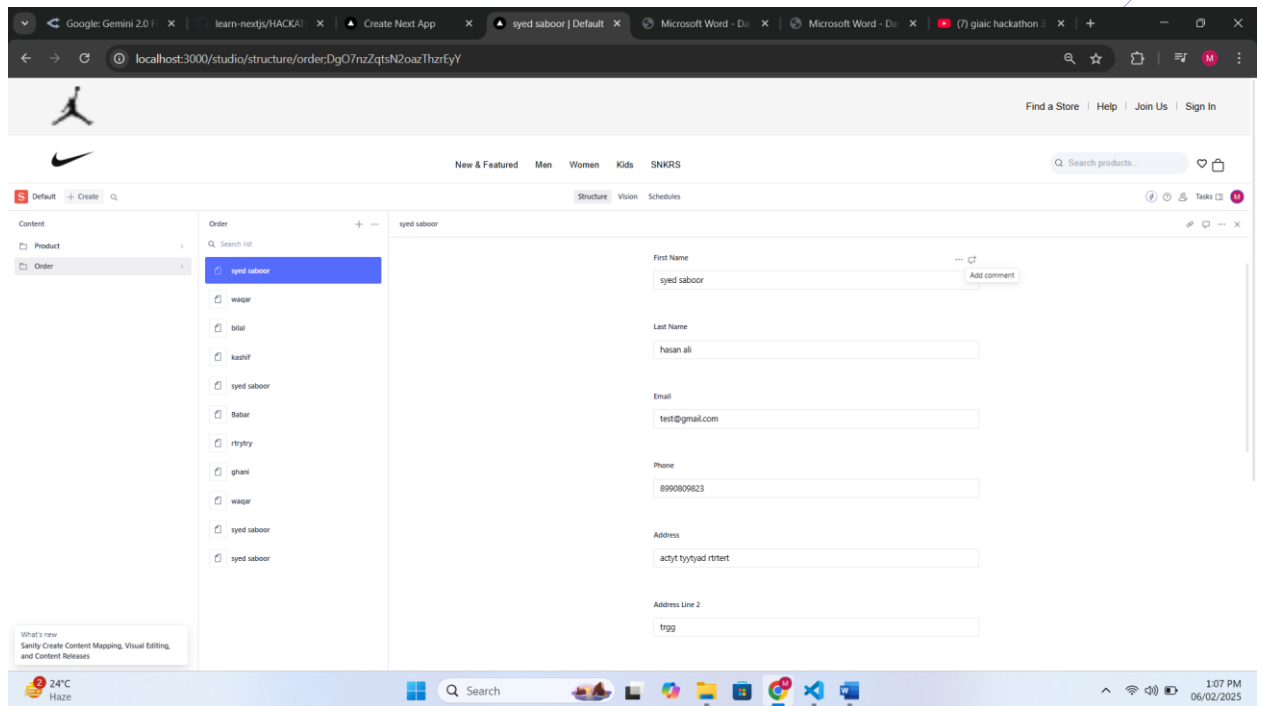 Google: Gemini 2.0 Fl
learn-nextjs/HACKAT
Create Next App
syed saboor | Default
Microsoft Word - Da
Microsoft Word - Da
(7) giaic hackathon 3
localhost:3000/studio/structure/order;DgO7nzZqtsN2oazThzrEyY
M
Find a Store | Help | Join Us | Sign In
New & Featured Men Women Kids SNKRS
Search products...
S Default + Create
Structure Vision Schedules
Tasks
M
Content
Product
Order
Order
Search list
syed saboor
waqar
bilal
kashif
syed saboor
Babar
rtrytry
ghani
waqar
syed saboor
syed saboor
syed saboor
First Name
Add comment
syed saboor
Last Name
hasan ali
Email
test@gmail.com
Phone
8990809823
Address
actyt tyytyad rtrtert
Address Line 2
trgg
What's new
Sanity Create Content Mapping, Visual Editing,
and Content Releases
2
24°C
Haze
Search
M
1:07 PM
06/02/2025